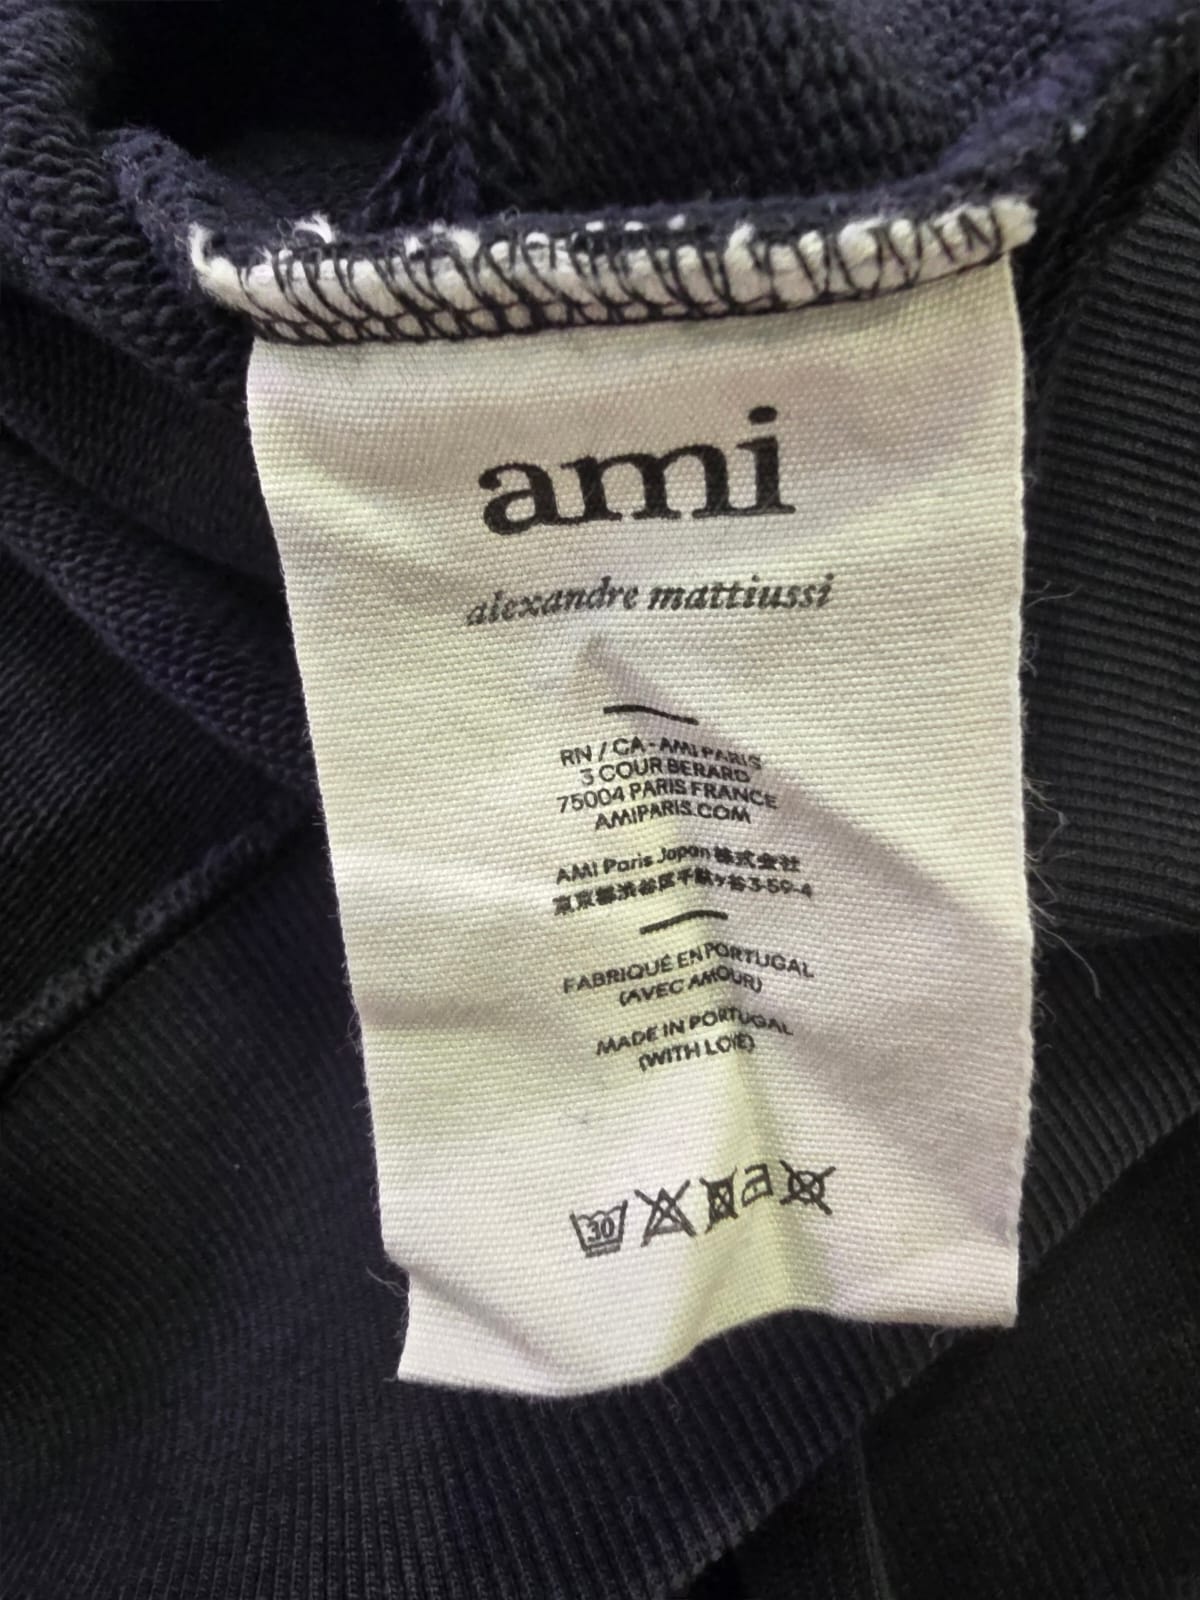 ami
alexandre mattiussi
RN / CA - AMI PARIS
3 COUR BERARD
75004 PARIS FRANCE
AMIPARIS.COM
AMI Paris Japan 株式会社
東京都渋谷区千駄ヶ谷3-59-4
FABRIQUÉ EN PORTUGAL
(AVEC AMOUR)
MADE IN PORTUGAL
(WITH LOVE)
30